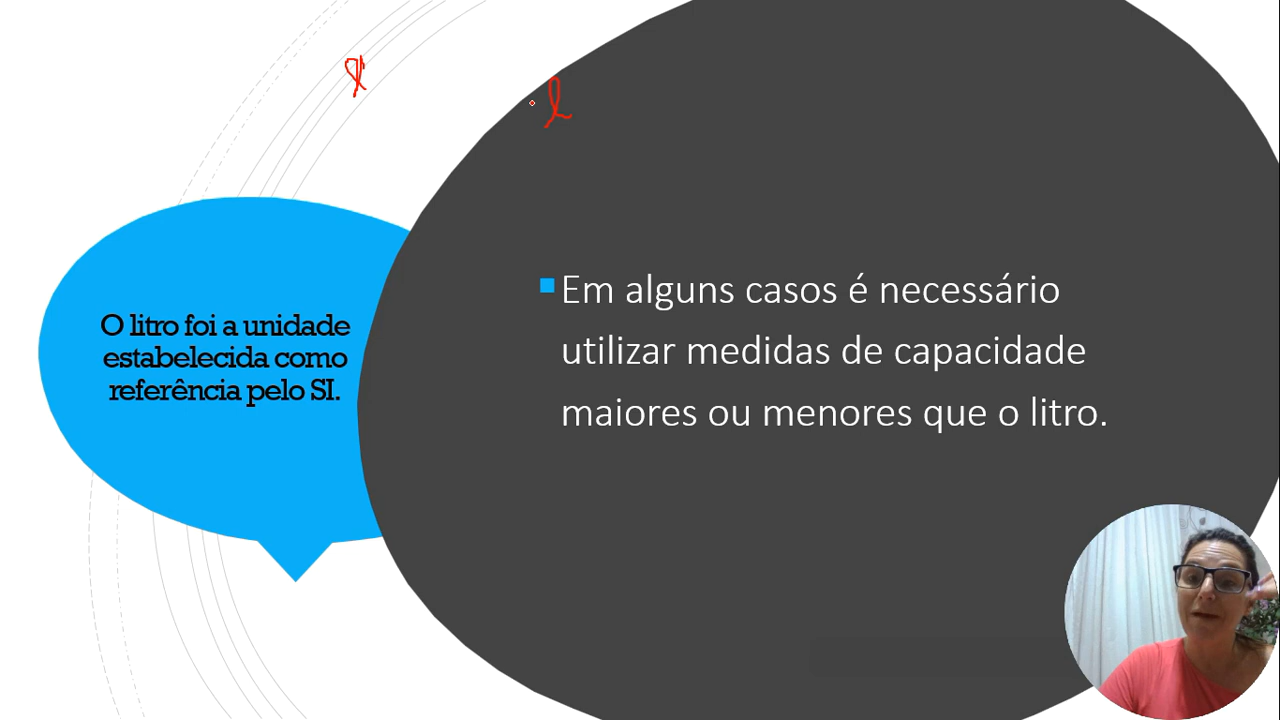 l
O litro foi a unidade
estabelecida como
referência pelo SI.
Em alguns casos é necessário
utilizar medidas de capacidade
maiores ou menores que o litro.